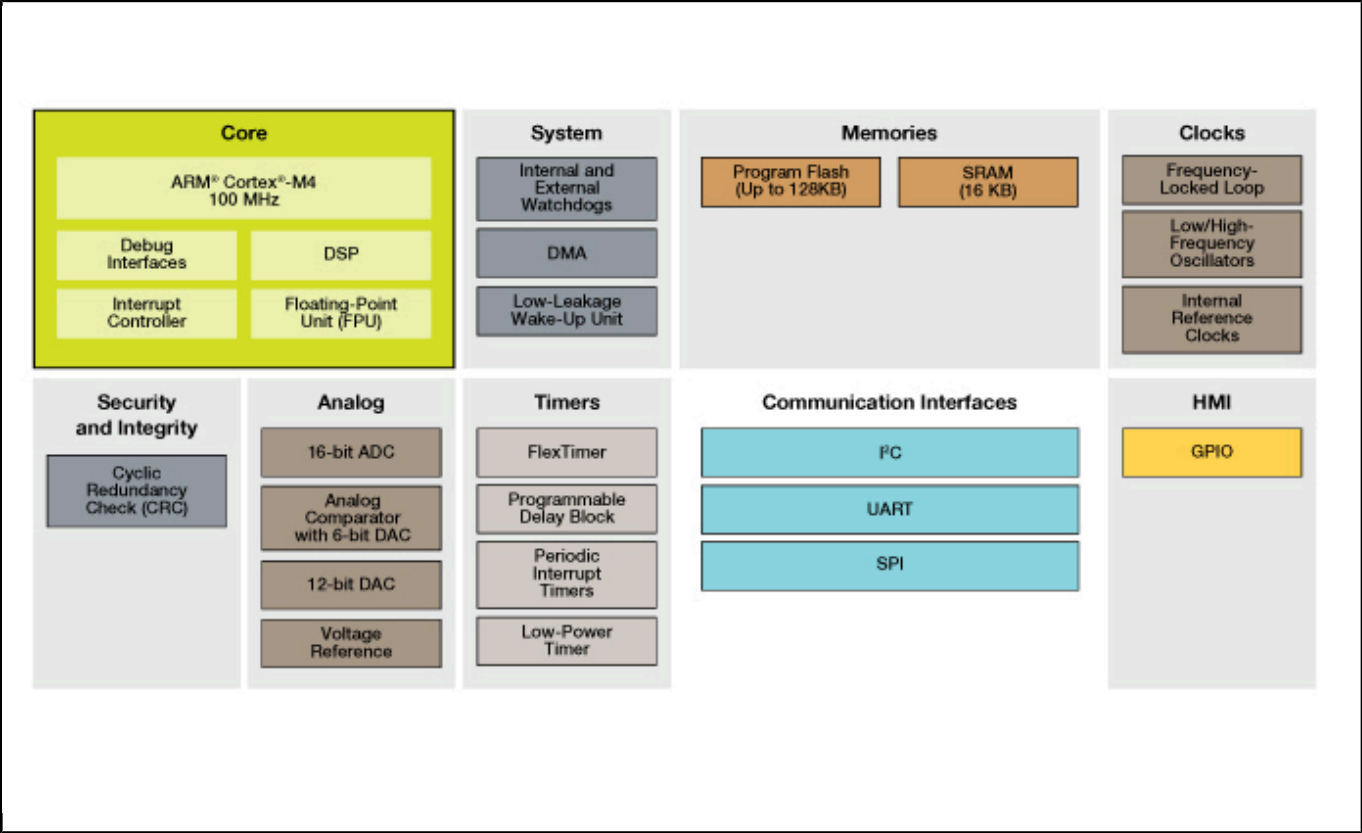 Core
ARM® Cortex®-M4
100 MHz
Debug
Interfaces
DSP
Interrupt
Controller
Floating-Point
Unit (FPU)
System
Internal and
External
Watchdogs
DMA
Low-Leakage
Wake-Up Unit
Memories
Program Flash
(Up to 128KB)
SRAM
(16 KB)
Clocks
Frequency-
Locked Loop
Low/High-
Frequency
Oscillators
Internal
Reference
Clocks
Security
and Integrity
Cyclic
Redundancy
Check (CRC)
Analog
16-bit ADC
Analog
Comparator
with 6-bit DAC
12-bit DAC
Voltage
Reference
Timers
FlexTimer
Programmable
Delay Block
Periodic
Interrupt
Timers
Low-Power
Timer
Communication Interfaces
I²C
UART
SPI
HMI
GPIO